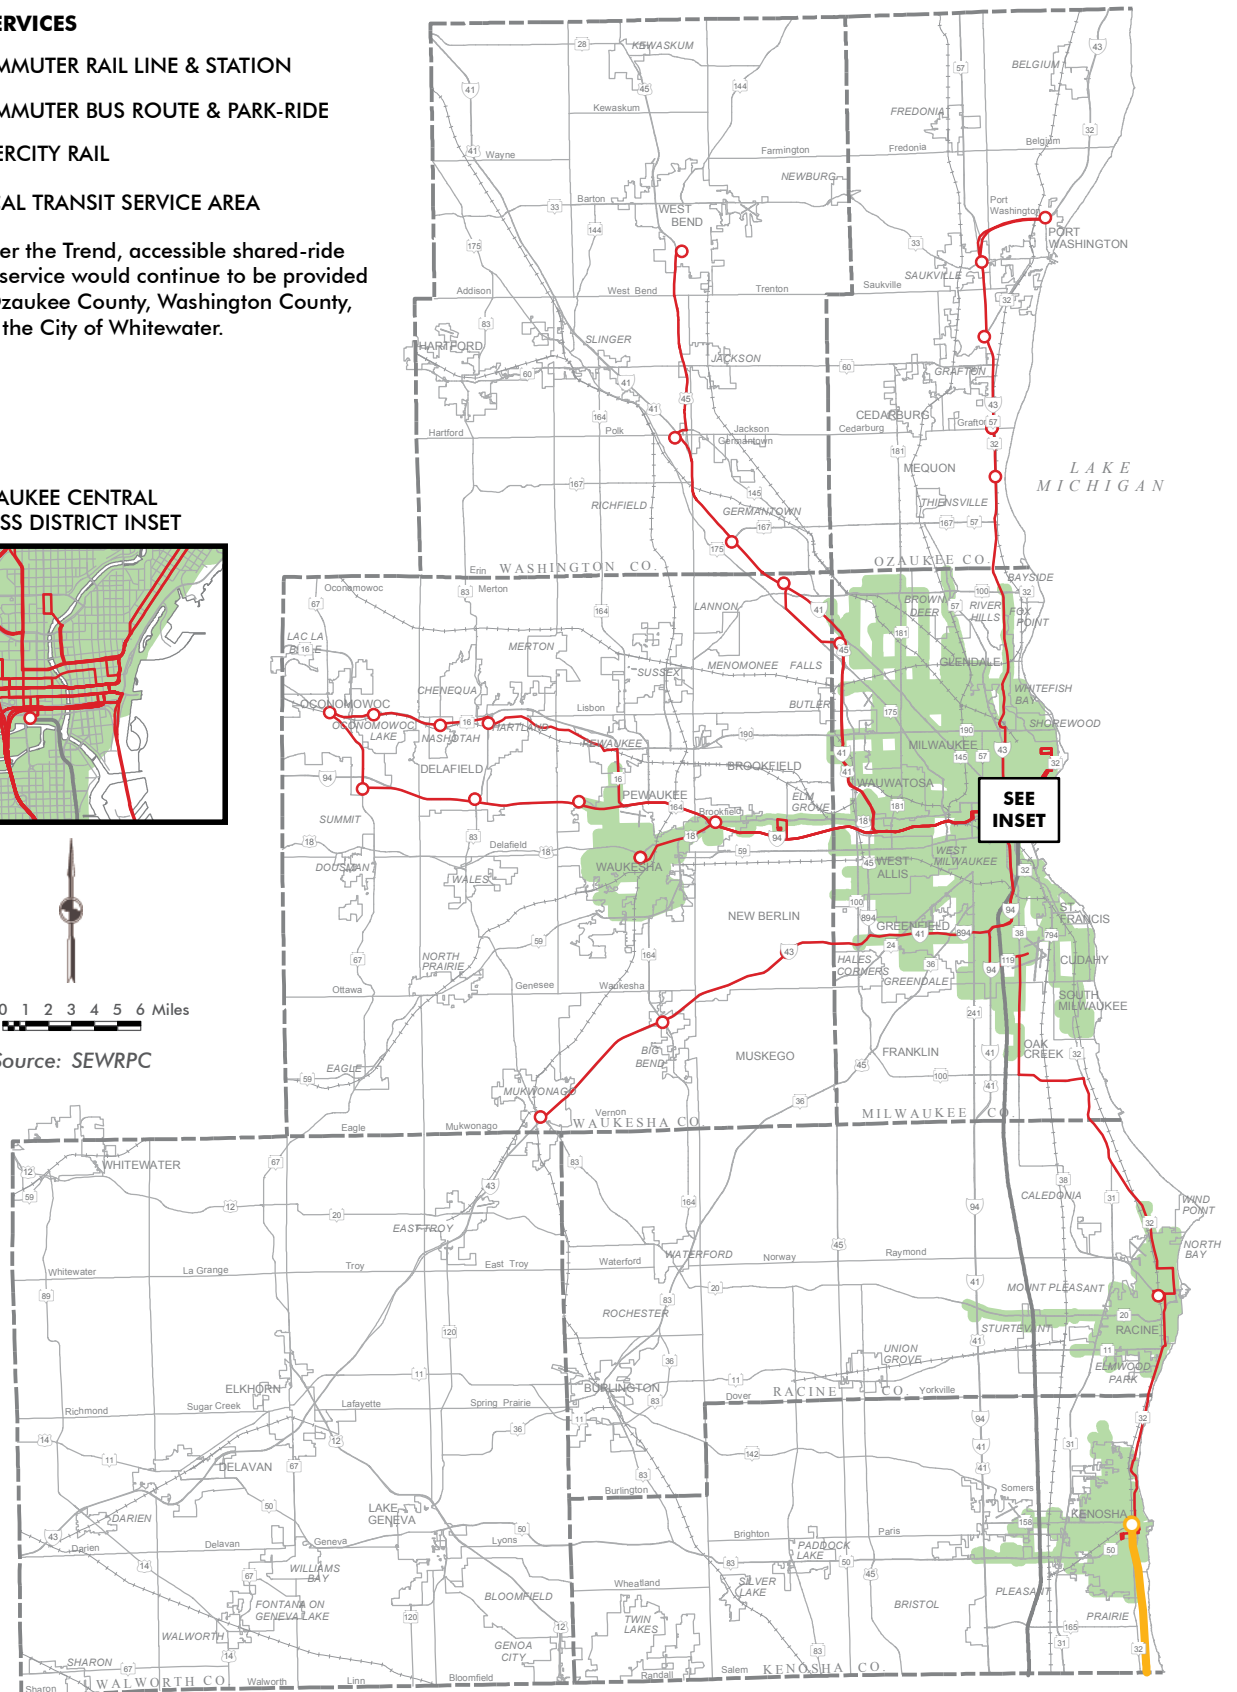 ERVICES
MMUTER RAIL LINE & STATION
MMUTER BUS ROUTE & PARK-RIDE
ERCITY RAIL
AL TRANSIT SERVICE AREA
er the Trend, accessible shared-ride
service would continue to be provided
Ozaukee County, Washington County,
the City of Whitewater.
AUKEE CENTRAL
SS DISTRICT INSET
0 1 2 3 4 5 6 Miles
Source: SEWRPC
SEE
INSET
LAKE
MICHIGAN
KEWASKUM
Kewaskum
Wayne
Barton
WEST
BEND
Farmington
NEWBURG
Addison
West Bend
Trenton
HARTFORD
SLINGER
JACKSON
Hartford
Polk
Jackson
Germantown
RICHFIELD
GERMANTOWN
Erin
WASHINGTON CO.
BELGIUM
FREDONIA
Fredonia
Belgium
Port
Washington
PORT
WASHINGTON
SAUKVILLE
Saukville
GRAFTON
CEDARBURG
Cedarburg
Grafton
MEQUON
THIENSVILLE
OZAUKEE CO.
Oconomowoc
Merton
LAC LA
MERTON
LANNON
SUSSEX
MENOMONEE FALLS
CHENEQUA
OCONOMOWOC
OCONOMOWOC
LAKE
NASHOTAH
HARTLAND
Lisbon
BUTLER
PEWAUKEE
DELAFIELD
PEWAUKEE
BROOKFIELD
Brookfield
ELM
GROVE
SUMMIT
Delafield
DOUSMAN
WALES
WAUKESHA
NEW BERLIN
NORTH
PRAIRIE
Ottawa
Genesee
Waukesha
EAGLE
BIG
BEND
MUSKEGO
MUKWONAGO
Vernon
Eagle
Mukwonago
WAUKESHA CO.
BAYSIDE
BROWN
DEER
RIVER
HILLS
FOX
POINT
GLENDALE
WHITEFISH
BAY
SHOREWOOD
MILWAUKEE
WAUWATOSA
WEST
MILWAUKEE
WEST
ALLIS
ST.
FRANCIS
GREENFIELD
HALES
CORNERS
GREENDALE
CUDAHY
SOUTH
MILWAUKEE
FRANKLIN
OAK
CREEK
MILWAUKEE CO.
WHITEWATER
EAST TROY
Whitewater
La Grange
Troy
East Troy
ELKHORN
Richmond
Sugar Creek
Lafayette
Spring Prairie
DELAVAN
LAKE
GENEVA
DARIEN
Darien
Delavan
Geneva
Lyons
WILLIAMS
BAY
FONTANA ON
GENEVA LAKE
BLOOMFIELD
WALWORTH
GENOA
CITY
SHARON
Sharon
WALWORTH CO.
Walworth
Linn
Bloomfield
Waterford
WATERFORD
Norway
Raymond
CALEDONIA
WIND
POINT
NORTH
BAY
ROCHESTER
MOUNT PLEASANT
STURTEVANT
RACINE
UNION
GROVE
ELMWOOD
PARK
BURLINGTON
Dover
RACINE CO.
Yorkville
Burlington
Brighton
Paris
Somers
KENOSHA
PADDOCK
LAKE
SILVER
LAKE
Wheatland
TWIN
LAKES
BRISTOL
PLEASANT
PRAIRIE
Randall
Salem
KENOSHA CO.